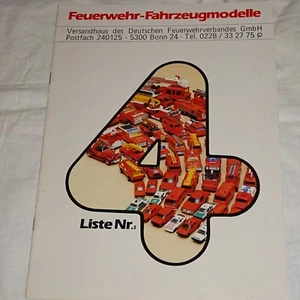 Feuerwehr-Fahrzeugmodelle
Versandhaus des Deutschen Feuerwehrverbandes GmbH
Postfach 240125 - 5300 Bonn 24 - Tel. 0228 / 33 27 75
4
Liste Nr.: